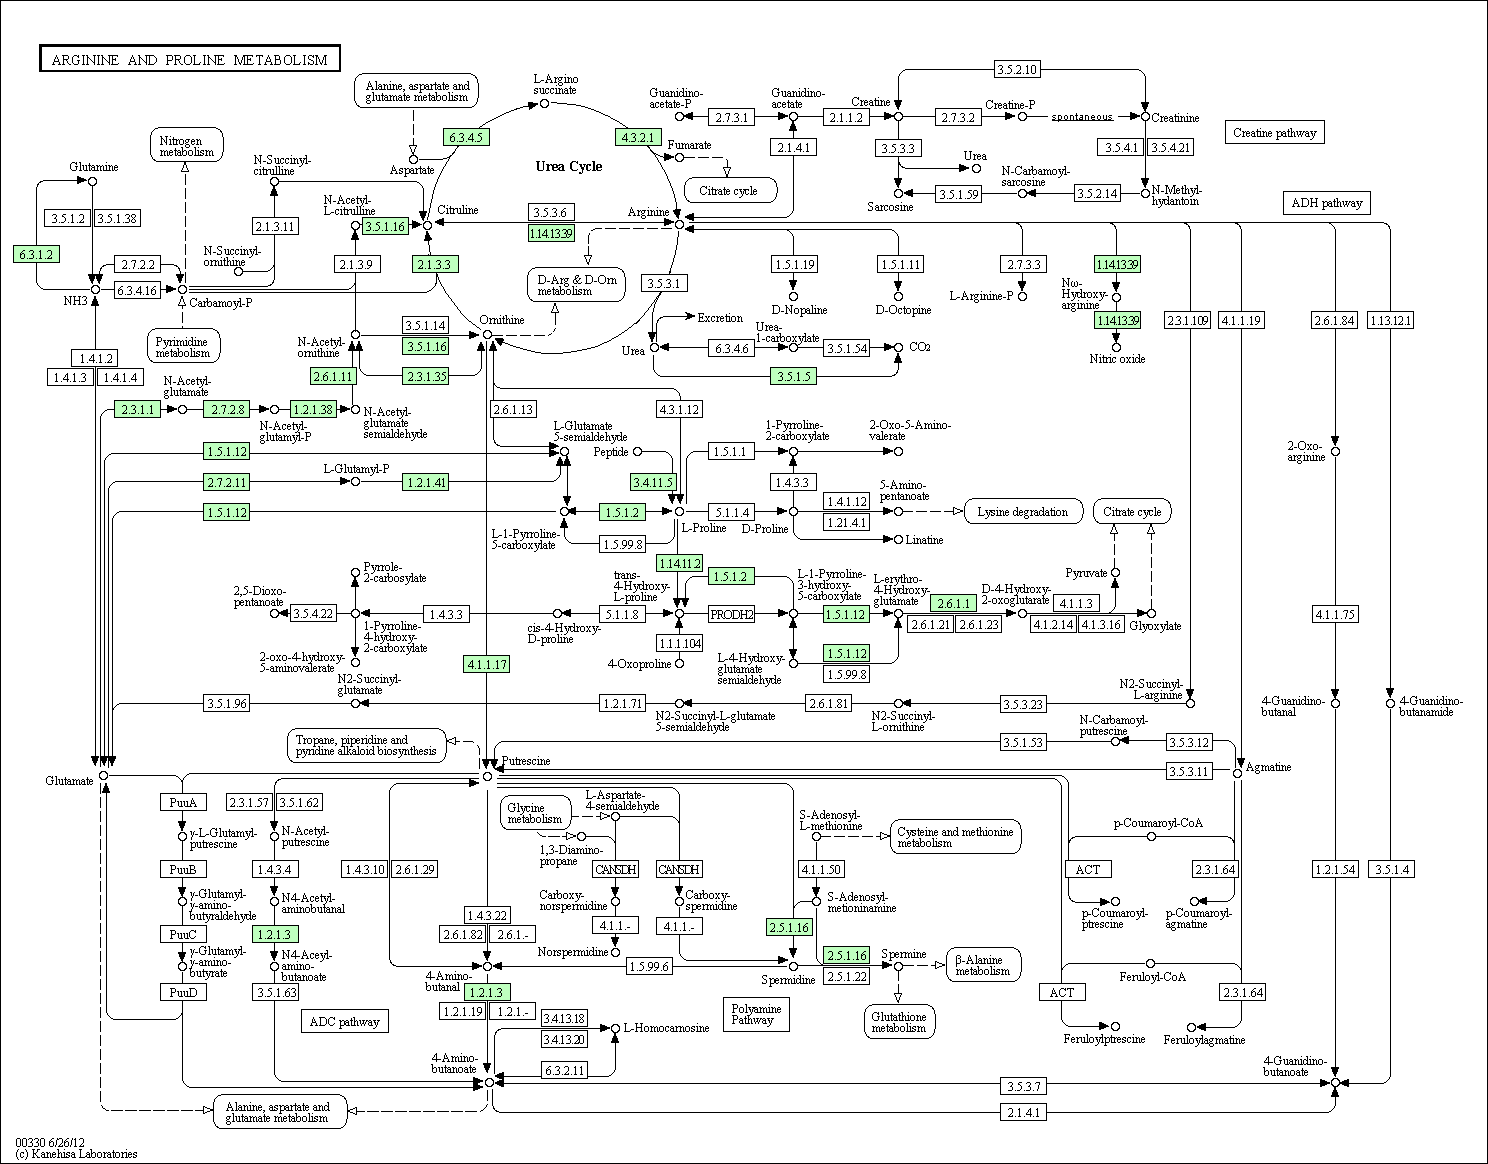 ARGININE AND PROLINE METABOLISM
Alanine, aspartate and
glutamate metabolism
L-Argino
succinate
Guanidino-
acetate-P
Guanidino-
acetate
Creatine
3.5.2.10
Creatine-P
Creatinine
6.3.4.5
4.3.2.1
2.7.3.1
2.1.1.2
2.7.3.2
spontaneous
Creatine pathway
Nitrogen
metabolism
Aspartate
Urea Cycle
Fumarate
2.1.4.1
3.5.3.3
3.5.4.1
3.5.4.21
Glutamine
N-Succinyl-
citrulline
Citrate cycle
Urea
N-Carbamoyl-
sarcosine
Sarcosine
3.5.1.59
3.5.2.14
N-Methyl-
hydantoin
N-Acetyl-
L-citrulline
Citruline
3.5.3.6
Arginine
ADH pathway
3.5.1.2
3.5.1.38
2.1.3.11
3.5.1.16
1.14.13.39
6.3.1.2
N-Succinyl-
ornithine
2.7.2.2
2.1.3.9
2.1.3.3
D-Arg & D-Orn
metabolism
3.5.3.1
1.5.1.19
1.5.1.11
2.7.3.3
1.14.13.39
NH3
6.3.4.16
Carbamoyl-P
D-Nopaline
D-Octopine
L-Arginine-P
Nω-
Hydroxy-
arginine
Ornithine
Excretion
1.14.13.39
2.3.1.109
4.1.1.19
2.6.1.84
1.13.12.1
Pyrimidine
metabolism
3.5.1.14
3.5.1.16
N-Acetyl-
ornithine
Urea
Urea-
1-carboxylate
6.3.4.6
3.5.1.54
CO2
Nitric oxide
1.4.1.2
1.4.1.3
1.4.1.4
2.6.1.11
2.3.1.35
3.5.1.5
N-Acetyl-
glutamate
2.3.1.1
2.7.2.8
1.2.1.38
N-Acetyl-
glutamyl-P
N-Acetyl-
glutamate
semialdehyde
2.6.1.13
4.3.1.12
L-Glutamate
5-semialdehyde
Peptide
1-Pyrroline-
2-carboxylate
2-Oxo-5-Amino-
valerate
1.5.1.12
1.5.1.1
2-Oxo-
arginine
L-Glutamyl-P
2.7.2.11
1.2.1.41
3.4.11.5
1.4.3.3
5-Amino-
pentanoate
1.4.1.12
1.5.1.12
1.5.1.2
L-Proline
5.1.1.4
D-Proline
1.21.4.1
Lysine degradation
Citrate cycle
L-1-Pyrroline-
5-carboxylate
1.5.99.8
Linatine
1.14.11.2
Pyrrole-
2-carbosylate
trans-
4-Hydroxy-
L-proline
1.5.1.2
L-1-Pyrroline-
3-hydroxy-
5-carboxylate
L-erythro-
4-Hydroxy-
glutamate
D-4-Hydroxy-
2-oxoglutarate
Pyruvate
2,5-Dioxo-
pentanoate
3.5.4.22
1.4.3.3
5.1.1.8
PRODH2
1.5.1.12
2.6.1.1
4.1.1.3
2.6.1.21
2.6.1.23
4.1.2.14
4.1.3.16
Glyoxylate
4.1.1.75
1-Pyrroline-
4-hydroxy-
2-carboxylate
cis-4-Hydroxy-
D-proline
1.1.1.104
2-oxo-4-hydroxy-
5-aminovalerate
4.1.1.17
4-Oxoproline
L-4-Hydroxy-
glutamate
semialdehyde
1.5.1.12
1.5.99.8
N2-Succinyl-
glutamate
N2-Succinyl-
L-arginine
3.5.1.96
1.2.1.71
2.6.1.81
3.5.3.23
4-Guanidino-
butanal
4-Guanidino-
butanamide
N2-Succinyl-L-glutamate
5-semialdehyde
N2-Succinyl-
L-ornithine
N-Carbamoyl-
putrescine
Tropane, piperidine and
pyridine alkaloid biosynthesis
3.5.1.53
3.5.3.12
Putrescine
3.5.3.11
Agmatine
Glutamate
PuuA
2.3.1.57
3.5.1.62
Glycine
metabolism
L-Aspartate-
4-semialdehyde
S-Adenosyl-
L-methionine
Cysteine and methionine
metabolism
p-Coumaroyl-CoA
γ-L-Glutamyl-
putrescine
N-Acetyl-
putrescine
1,3-Diamino-
propane
PuuB
1.4.3.4
1.4.3.10
2.6.1.29
CANSDH
CANSDH
4.1.1.50
ACT
2.3.1.64
1.2.1.54
3.5.1.4
γ-Glutamyl-
γ-amino-
butyraldehyde
N4-Acetyl-
aminobutanal
Carboxy-
norspermidine
Carboxy-
spermidine
S-Adenosyl-
metioninamine
p-Coumaroyl-
ptrescine
p-Coumaroyl-
agmatine
1.4.3.22
PuuC
1.2.1.3
2.6.1.82
2.6.1.-
4.1.1.-
4.1.1.-
2.5.1.16
γ-Glutamyl-
γ-amino-
butyrate
N4-Aceyl-
amino-
butanoate
Norspermidine
2.5.1.16
Spermine
β-Alanine
metabolism
4-Amino-
butanal
1.5.99.6
Spermidine
2.5.1.22
Feruloyl-CoA
PuuD
3.5.1.63
1.2.1.3
ACT
2.3.1.64
ADC pathway
1.2.1.19
1.2.1.-
3.4.13.18
3.4.13.20
L-Homocarnosine
Polyamine
Pathway
Glutathione
metabolism
Feruloylptrescine
Feruloylagmatine
4-Amino-
butanoate
6.3.2.11
4-Guanidino-
butanoate
3.5.3.7
Alanine, aspartate and
glutamate metabolism
2.1.4.1
00330 6/26/12
(c) Kanehisa Laboratories